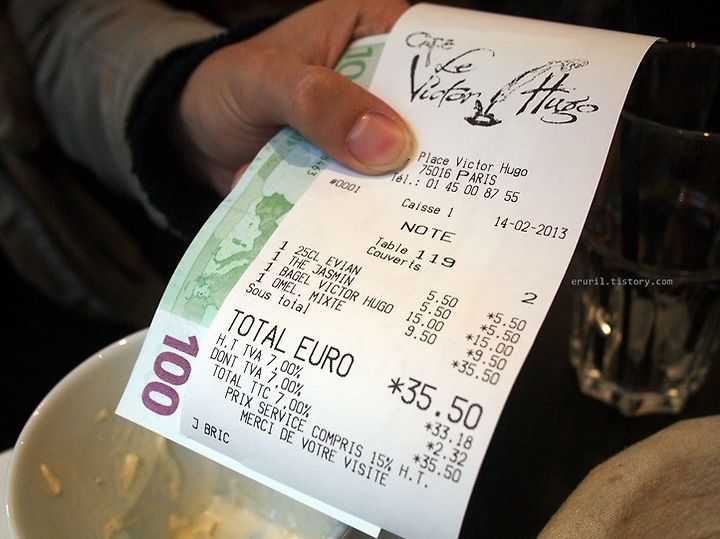 Cafe
Le
Victor Hugo
Place Victor Hugo
75016 PARIS
Tél.: 01 45 00 87 55
#0001
Caisse 1 14-02-2013
NOTE
Table 119
Couverts 2
1 25CL EVIAN 5.50 *5.50
1 THE JASMIN 5.50 *5.50
1 BAGEL VICTOR HUGO 15.00 *15.00
1 OMEL. MIXTE 9.50 *9.50
Sous total *35.50
TOTAL EURO *35.50
H.T TVA 7,00% *33.18
DONT TVA 7,00% *2.32
TOTAL TTC 7,00% *35.50
PRIX SERVICE COMPRIS 15% H.T.
MERCI DE VOTRE VISITE
J BRIC
100
eruril.tistory.com